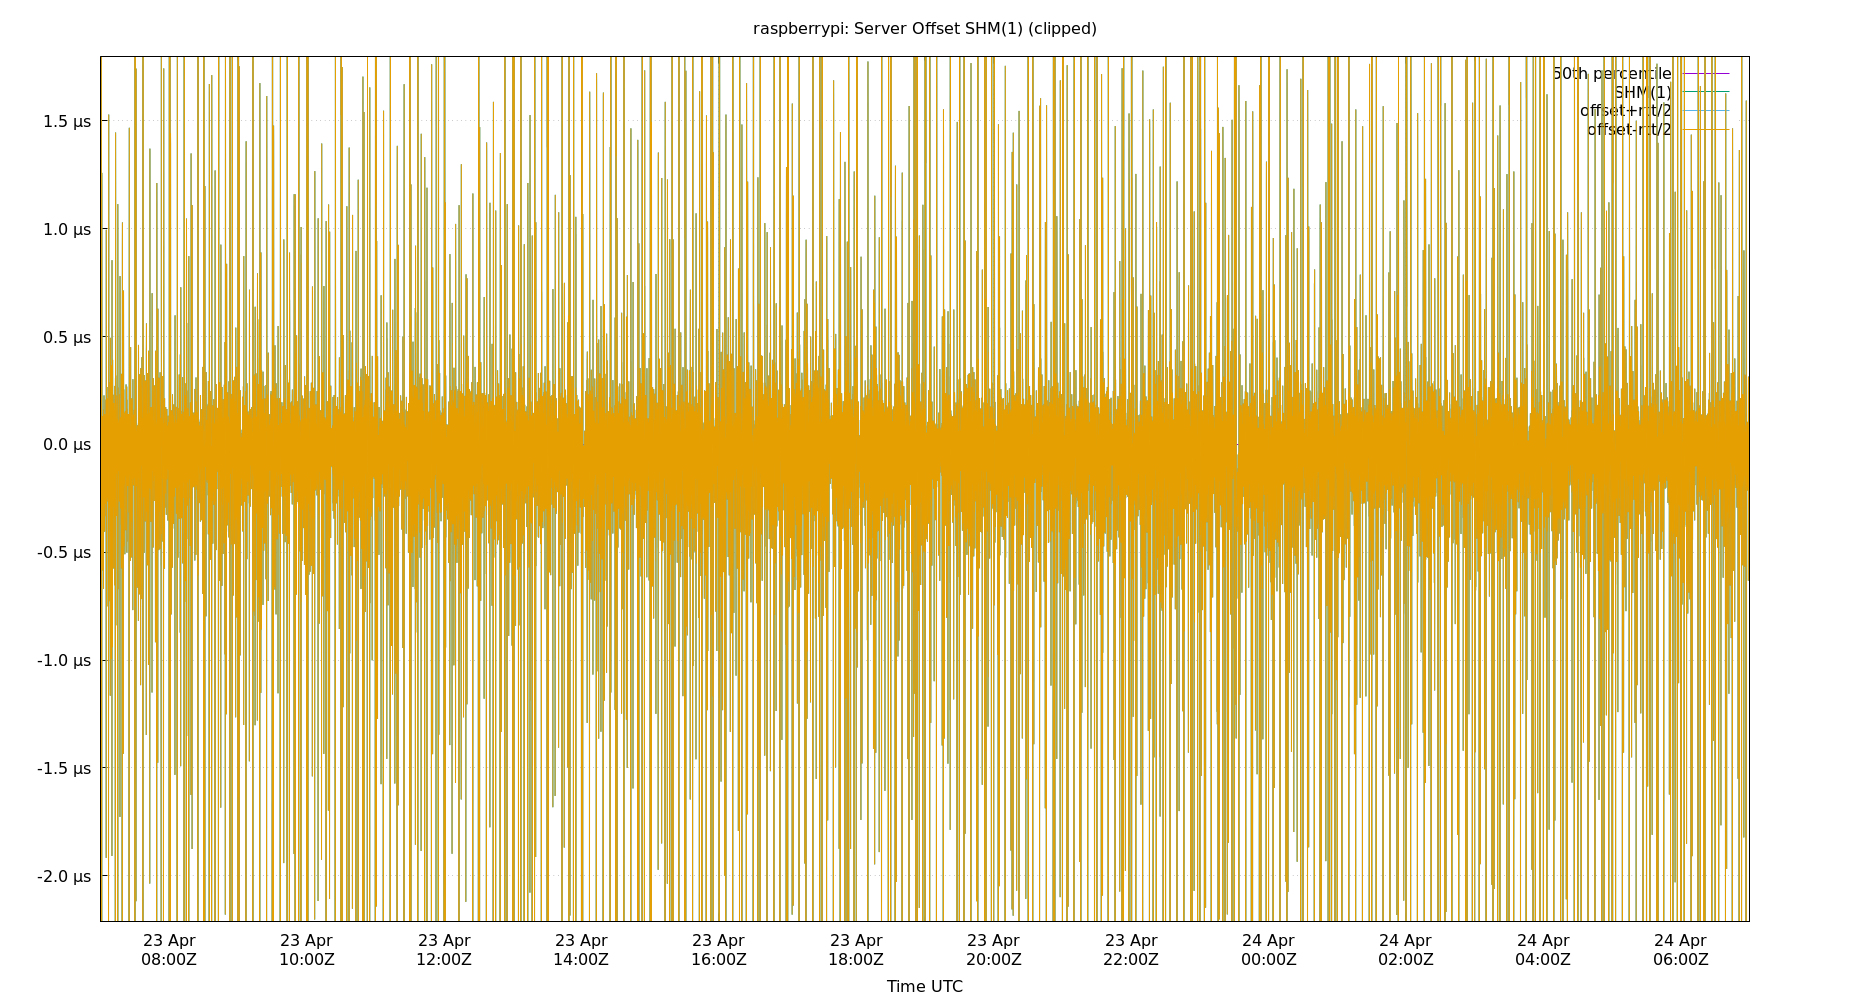 raspberrypi: Server Offset SHM(1) (clipped)
50th percentile
SHM(1)
offset+rtt/2
offset-rtt/2
1.5 µs
1.0 µs
0.5 µs
0.0 µs
-0.5 µs
-1.0 µs
-1.5 µs
-2.0 µs
23 Apr 23 Apr 23 Apr 23 Apr 23 Apr 23 Apr 23 Apr 23 Apr 24 Apr 24 Apr 24 Apr 24 Apr
08:00Z 10:00Z 12:00Z 14:00Z 16:00Z 18:00Z 20:00Z 22:00Z 00:00Z 02:00Z 04:00Z 06:00Z
Time UTC